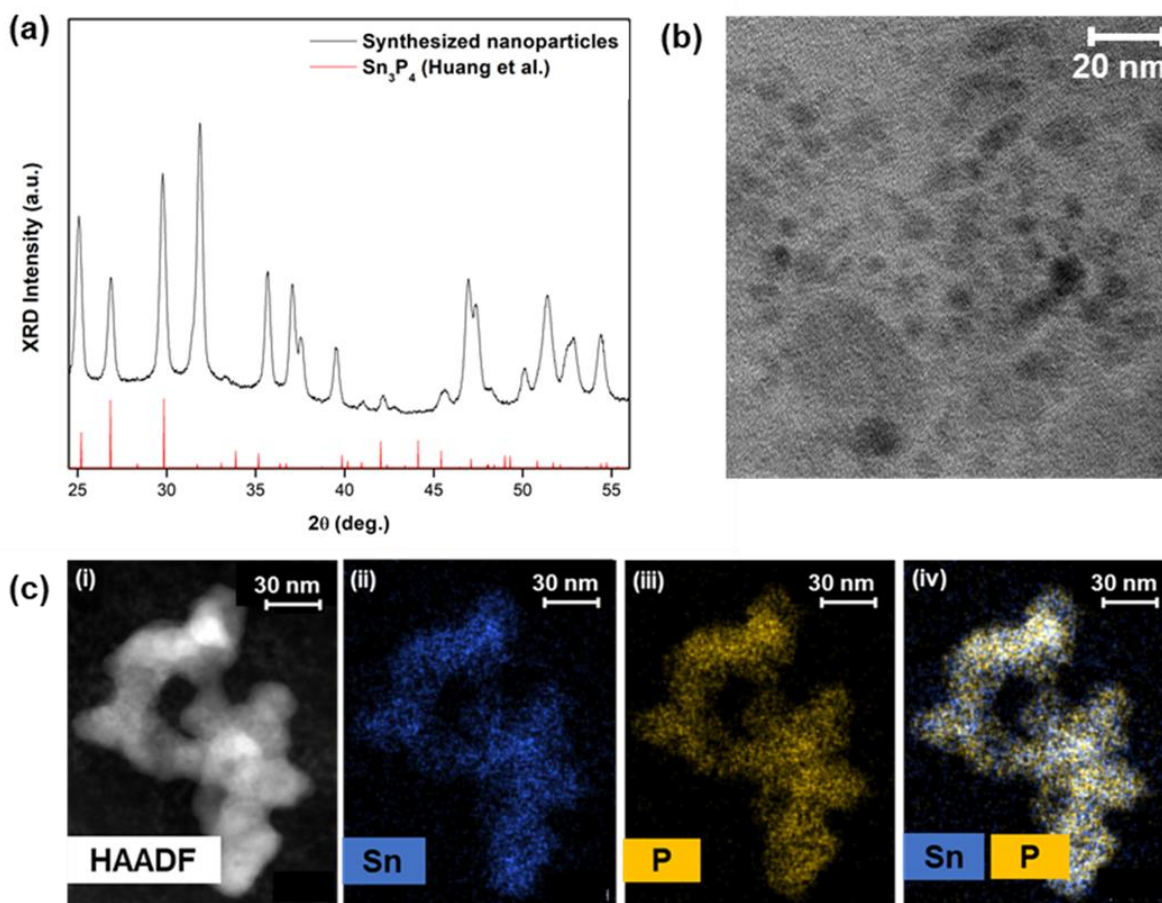 (a)
Synthesized nanoparticles
Sn₃P₄ (Huang et al.)
XRD Intensity (a.u.)
25 30 35 40 45 50 55
2θ (deg.)
(b)
20 nm
(c)
(i)
30 nm
HAADF
(ii)
30 nm
Sn
(iii)
30 nm
P
(iv)
30 nm
Sn P